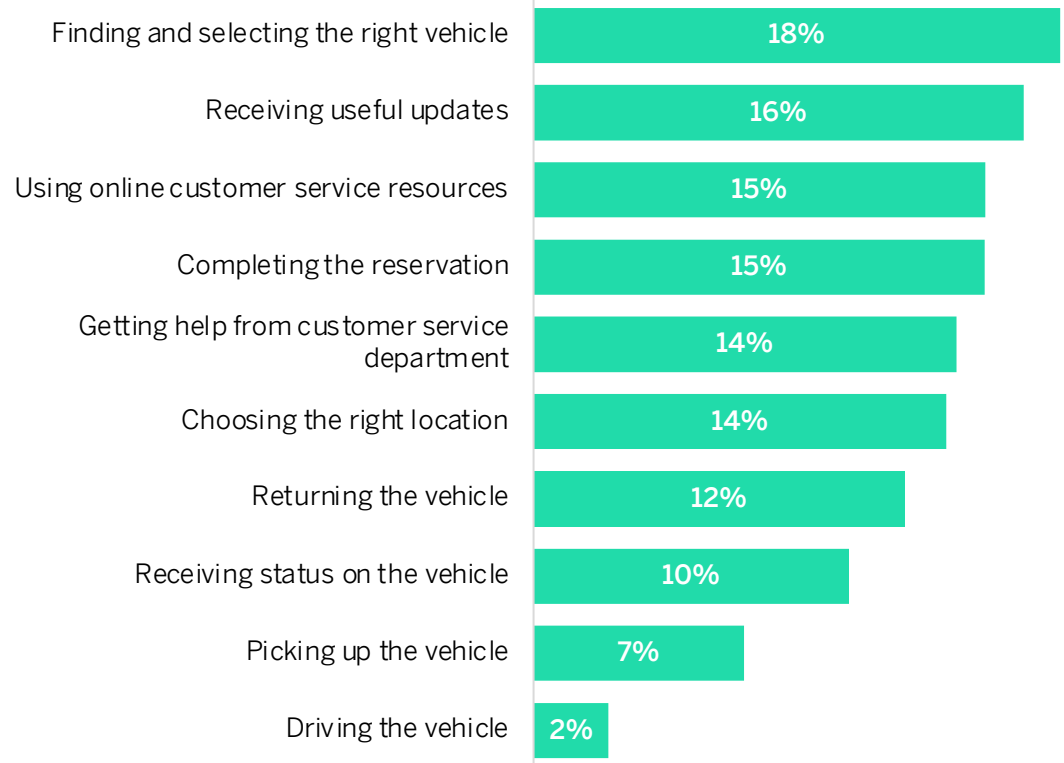 Finding and selecting the right vehicle 18%
Receiving useful updates 16%
Using online customer service resources 15%
Completing the reservation 15%
Getting help from customer service
department 14%
Choosing the right location 14%
Returning the vehicle 12%
Receiving status on the vehicle 10%
Picking up the vehicle 7%
Driving the vehicle 2%